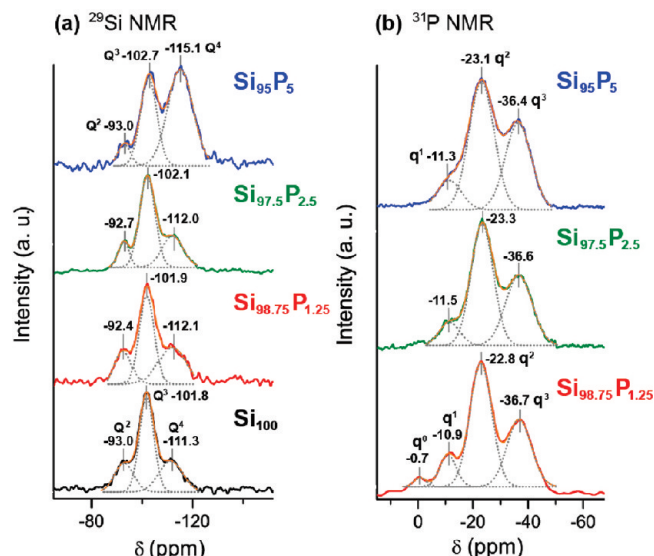 (a) ²⁹Si NMR
Q³ -102.7
-115.1 Q⁴
Si₉₅P₅
Q² -93.0
-102.1
Si₉₇.₅P₂.₅
-92.7
-112.0
-101.9
Si₉₈.₇₅P₁.₂₅
-92.4
-112.1
Q³ -101.8
Si₁₀₀
Q²
Q⁴
-93.0
-111.3
Intensity (a. u)
-80
-120
δ (ppm)
(b) ³¹P NMR
-23.1 q²
Si₉₅P₅
-36.4 q³
q¹ -11.3
-23.3
Si₉₇.₅P₂.₅
-36.6
-11.5
-22.8 q²
Si₉₈.₇₅P₁.₂₅
-36.7 q³
q¹
q⁰
-10.9
-0.7
Intensity (a. u.)
0
-20
-40
-60
δ (ppm)